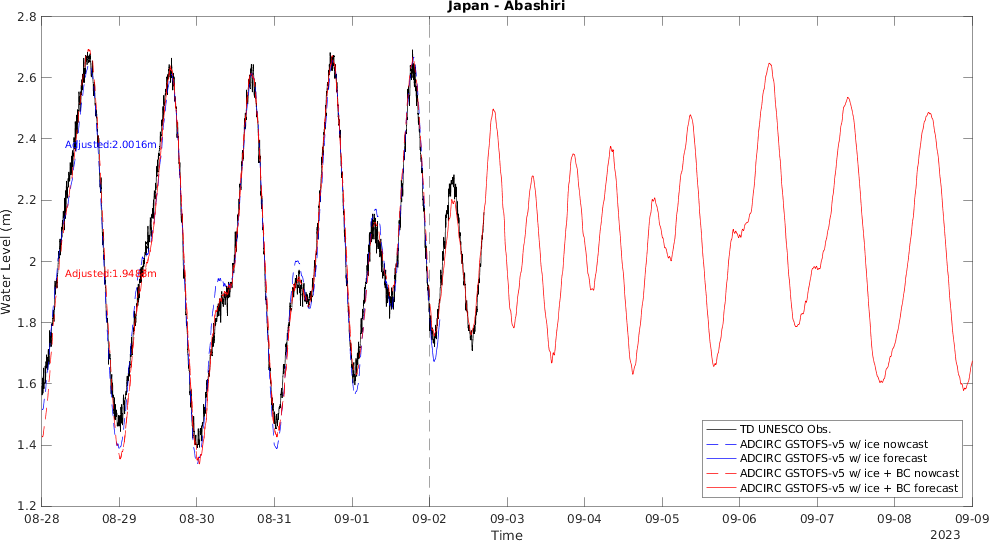 Japan - Abashiri
2.8
2.6
2.4
2.2
2
1.8
1.6
1.4
1.2
Water Level (m)
Adjusted:2.0016m
Adjusted:1.9488m
TD UNESCO Obs.
ADCIRC GSTOFS-v5 w/ ice nowcast
ADCIRC GSTOFS-v5 w/ ice forecast
ADCIRC GSTOFS-v5 w/ ice + BC nowcast
ADCIRC GSTOFS-v5 w/ ice + BC forecast
08-28 08-29 08-30 08-31 09-01 09-02 09-03 09-04 09-05 09-06 09-07 09-08 09-09
Time
2023